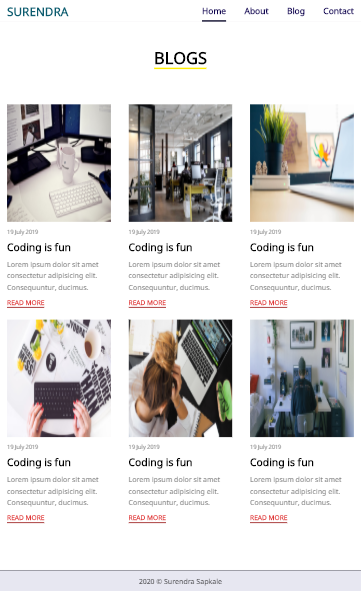 SURENDRA
Home About Blog Contact
BLOGS
19 July 2019
Coding is fun
Lorem ipsum dolor sit amet
consectetur adipisicing elit.
Consequuntur, ducimus.
READ MORE
19 July 2019
Coding is fun
Lorem ipsum dolor sit amet
consectetur adipisicing elit.
Consequuntur, ducimus.
READ MORE
19 July 2019
Coding is fun
Lorem ipsum dolor sit amet
consectetur adipisicing elit.
Consequuntur, ducimus.
READ MORE
19 July 2019
Coding is fun
Lorem ipsum dolor sit amet
consectetur adipisicing elit.
Consequuntur, ducimus.
READ MORE
19 July 2019
Coding is fun
Lorem ipsum dolor sit amet
consectetur adipisicing elit.
Consequuntur, ducimus.
READ MORE
19 July 2019
Coding is fun
Lorem ipsum dolor sit amet
consectetur adipisicing elit.
Consequuntur, ducimus.
READ MORE
2020 © Surendra Sapkale